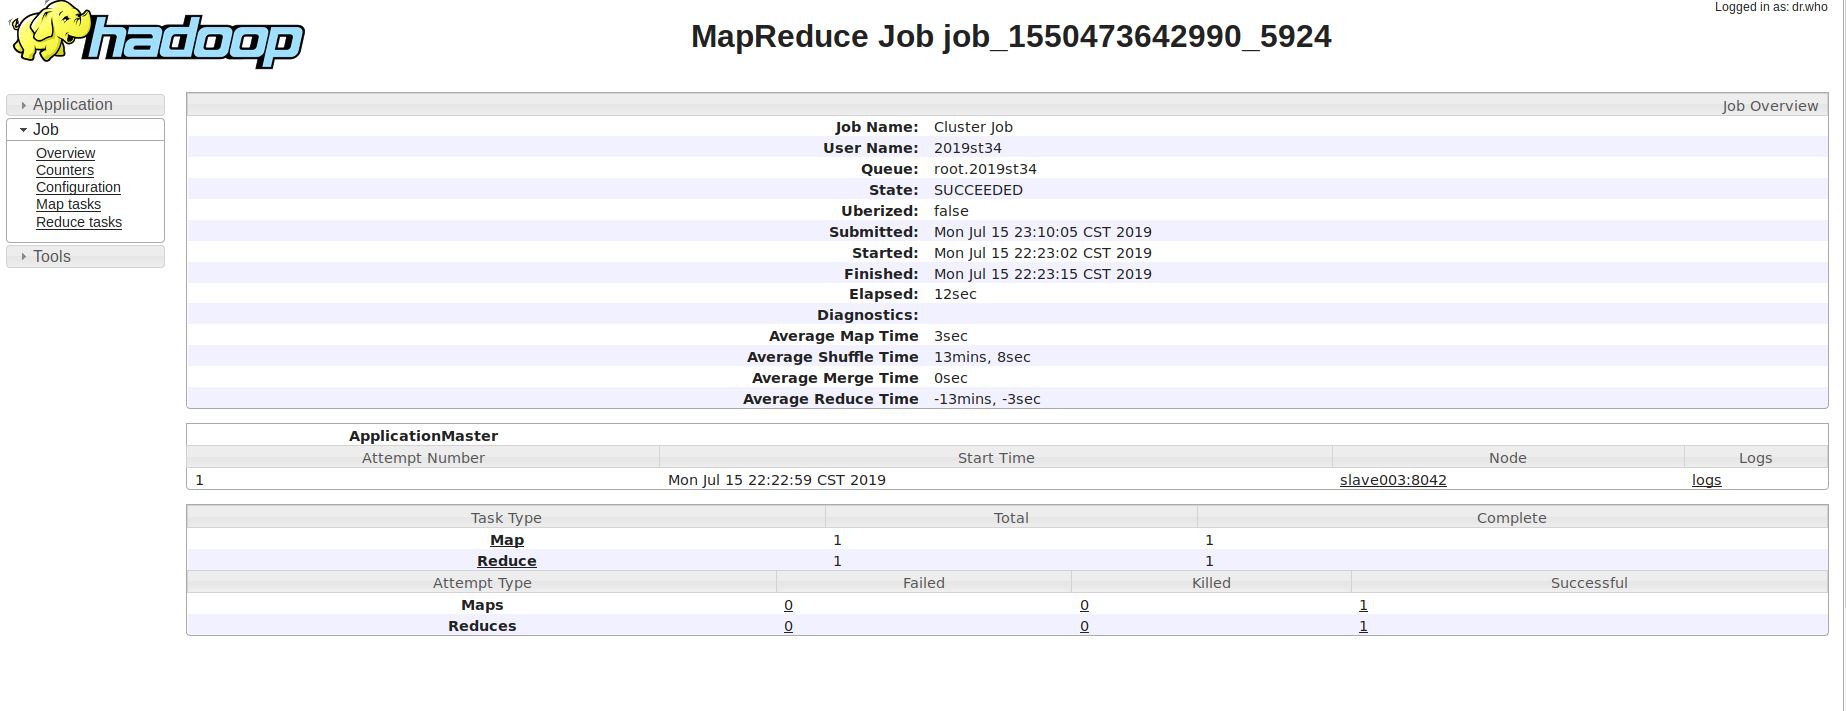 hadoop
MapReduce Job job_1550473642990_5924
Logged in as: dr.who
Application
Job
Overview
Counters
Configuration
Map tasks
Reduce tasks
Tools
Job Overview
Job Name: Cluster Job
User Name: 2019st34
Queue: root.2019st34
State: SUCCEEDED
Uberized: false
Submitted: Mon Jul 15 23:10:05 CST 2019
Started: Mon Jul 15 22:23:02 CST 2019
Finished: Mon Jul 15 22:23:15 CST 2019
Elapsed: 12sec
Diagnostics:
Average Map Time 3sec
Average Shuffle Time 13mins, 8sec
Average Merge Time 0sec
Average Reduce Time -13mins, -3sec
ApplicationMaster
Attempt Number Start Time Node Logs
1 Mon Jul 15 22:22:59 CST 2019 slave003:8042 logs
Task Type Total Complete
Map 1 1
Reduce 1 1
Attempt Type Failed Killed Successful
Maps 0 0 1
Reduces 0 0 1